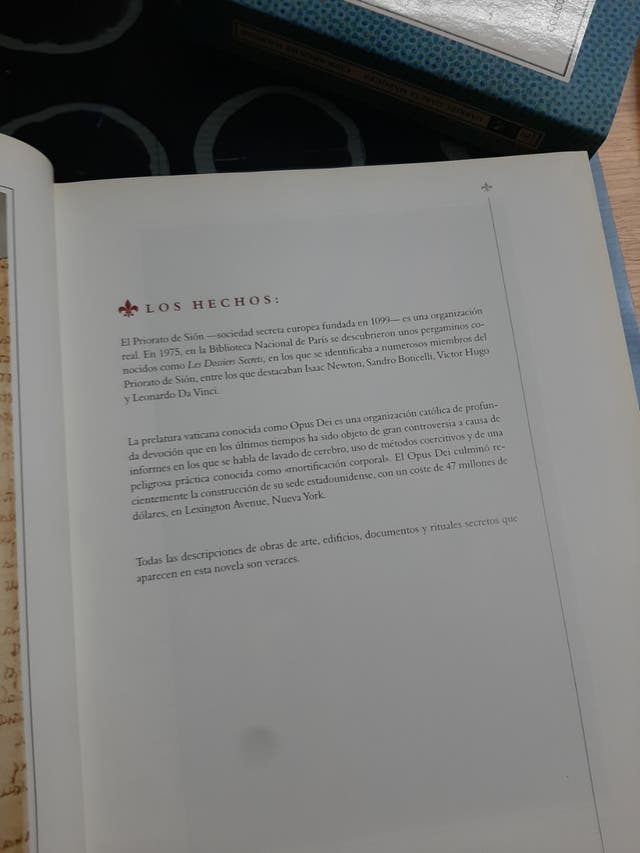 LOS HECHOS:
El Priorato de Sión —sociedad secreta europea fundada en 1099— es una organización
real. En 1975, en la Biblioteca Nacional de París se descubrieron unos pergaminos co-
nocidos como Les Dossiers Secrets, en los que se identificaba a numerosos miembros del
Priorato de Sión, entre los que destacaban Isaac Newton, Sandro Boticelli, Victor Hugo
y Leonardo Da Vinci.
La prelatura vaticana conocida como Opus Dei es una organización católica de profun-
da devoción que en los últimos tiempos ha sido objeto de gran controversia a causa de
informes en los que se habla de lavado de cerebro, uso de métodos coercitivos y de una
peligrosa práctica conocida como «mortificación corporal». El Opus Dei culminó re-
cientemente la construcción de su sede estadounidense, con un coste de 47 millones de
dólares, en Lexington Avenue, Nueva York.
Todas las descripciones de obras de arte, edificios, documentos y rituales secretos que
aparecen en esta novela son veraces.